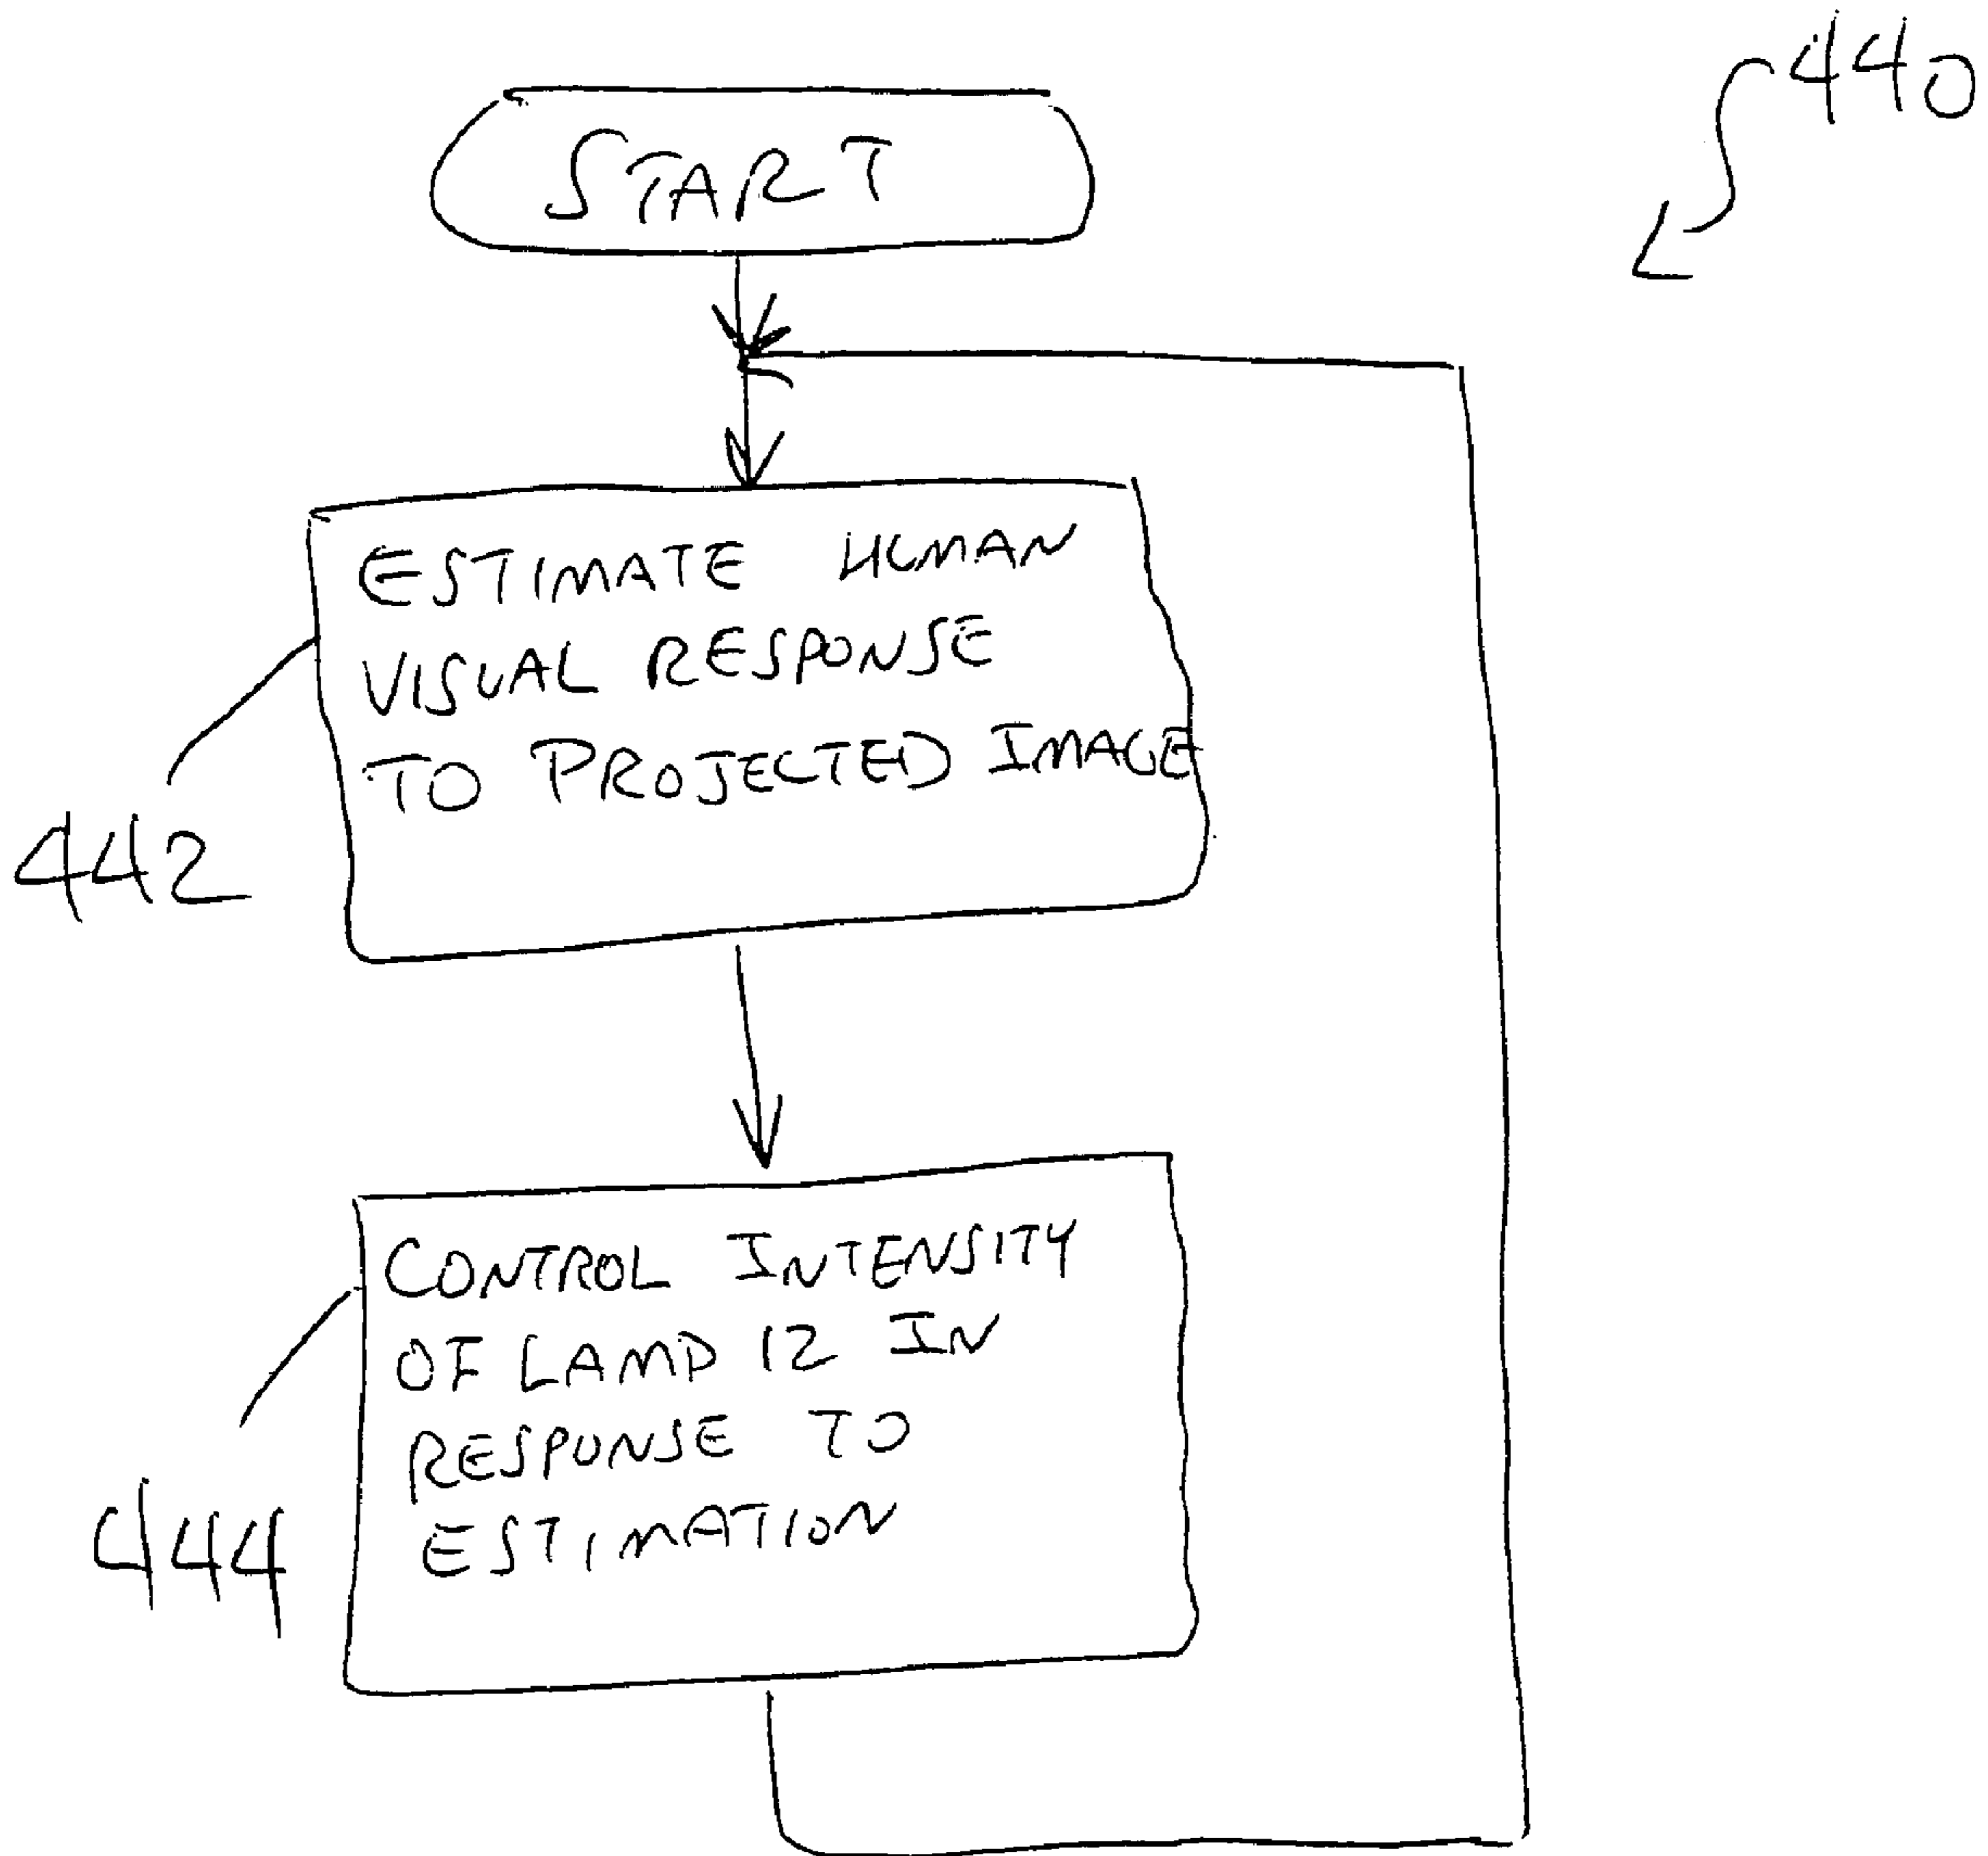 440
START
ESTIMATE HUMAN
VISUAL RESPONSE
TO PROJECTED IMAGE
442
CONTROL INTENSITY
OF LAMP 12 IN
RESPONSE TO
ESTIMATION
444